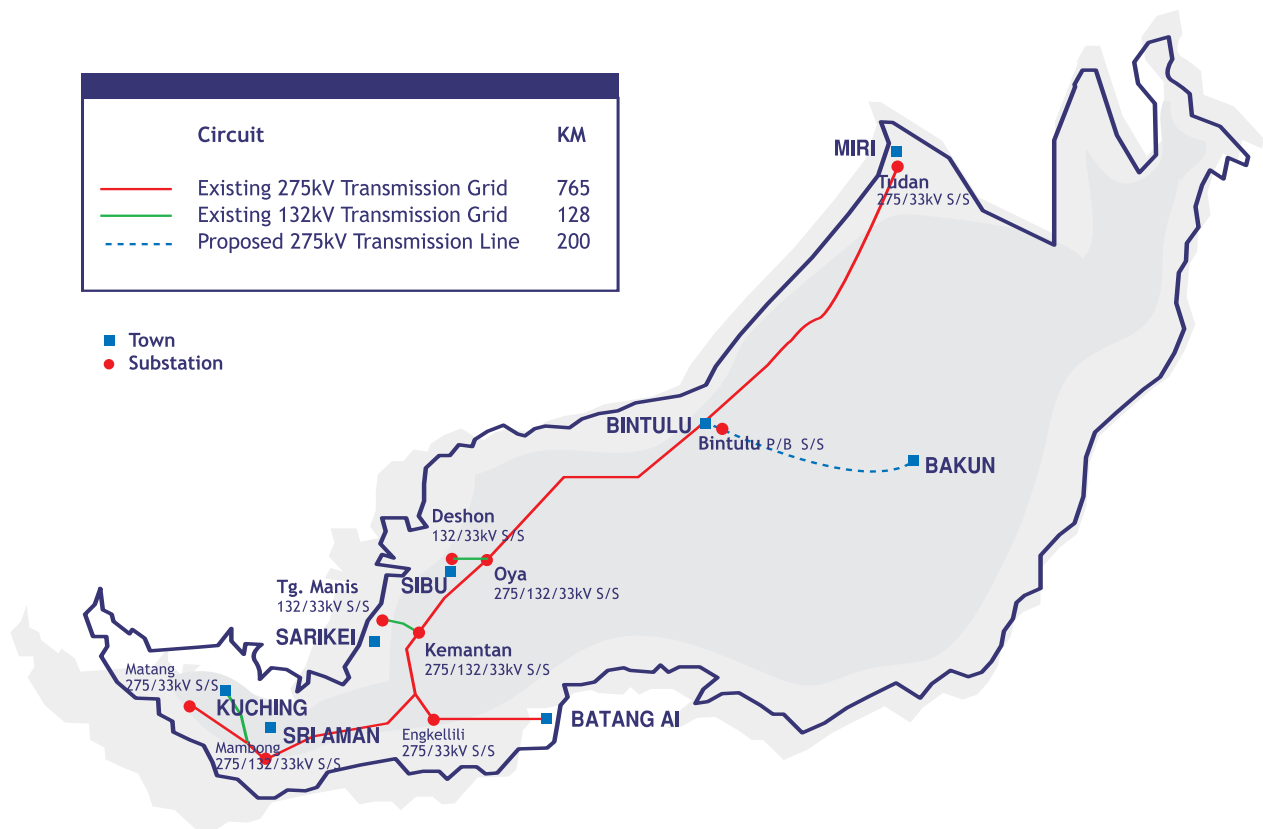 Circuit KM
Existing 275kV Transmission Grid 765
Existing 132kV Transmission Grid 128
Proposed 275kV Transmission Line 200
Town
Substation
MIRI
Tudan
275/33kV S/S
BINTULU
Bintulu P/B S/S
BAKUN
Deshon
132/33kV S/S
SIBU
Oya
275/132/33kV S/S
Tg. Manis
132/33kV S/S
SARIKEI
Kemantan
275/132/33kV S/S
Matang
275/33kV S/S
KUCHING
SRI AMAN
Mambong
275/132/33kV S/S
Engkellili
275/33kV S/S
BATANG AI